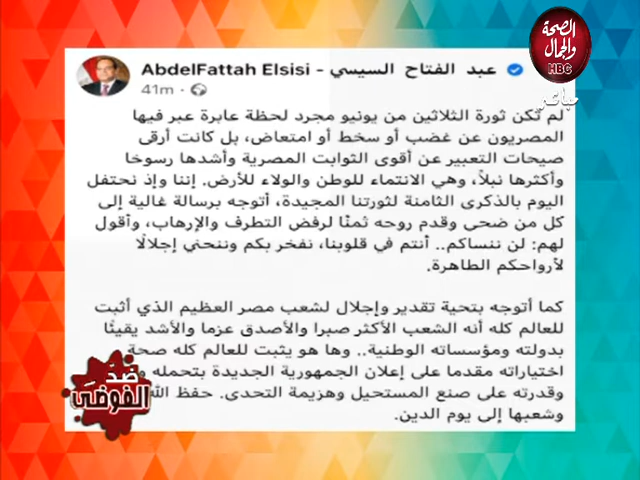 الصحة
والجمال
HBC
مباشر
AbdelFattah Elsisi - عبد الفتاح السيسي
41m ·
لم تكن ثورة الثلاثين من يونيو مجرد لحظة عابرة عبر فيها
المصريون عن غضب أو سخط أو امتعاض، بل كانت أرقى
صيحات التعبير عن أقوى الثوابت المصرية وأشدها رسوخا
وأكثرها نبلاً، وهي الانتماء للوطن والولاء للأرض. إننا وإذ نحتفل
اليوم بالذكرى الثامنة لثورتنا المجيدة، أتوجه برسالة غالية إلى
كل من ضحى وقدم روحه ثمنًا لرفض التطرف والإرهاب، وأقول
لهم: لن ننساكم.. أنتم في قلوبنا، نفخر بكم وننحني إجلالًا
لأرواحكم الطاهرة.
كما أتوجه بتحية تقدير وإجلال لشعب مصر العظيم الذي أثبت
للعالم كله أنه الشعب الأكثر صبرا والأصدق عزما والأشد يقينًا
بدولته ومؤسساته الوطنية.. وها هو يثبت للعالم كله صحة
اختياراته مقدما على إعلان الجمهورية الجديدة بتحمله
وقدرته على صنع المستحيل وهزيمة التحدى. حفظ الله
وشعبها إلى يوم الدين.
ضد
الفوضى